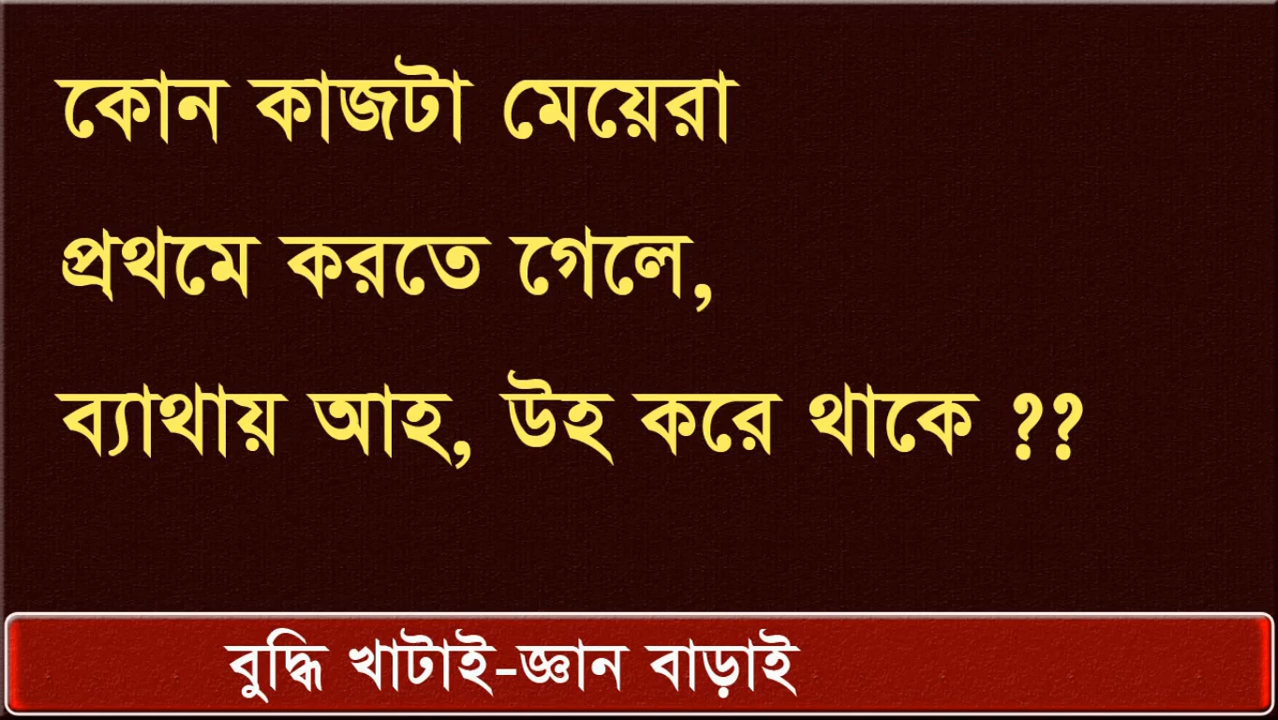 কোন কাজটা মেয়েরা
প্রথমে করতে গেলে,
ব্যাথায় আহ, উহ করে থাকে ??
বুদ্ধি খাটাই-জ্ঞান বাড়াই